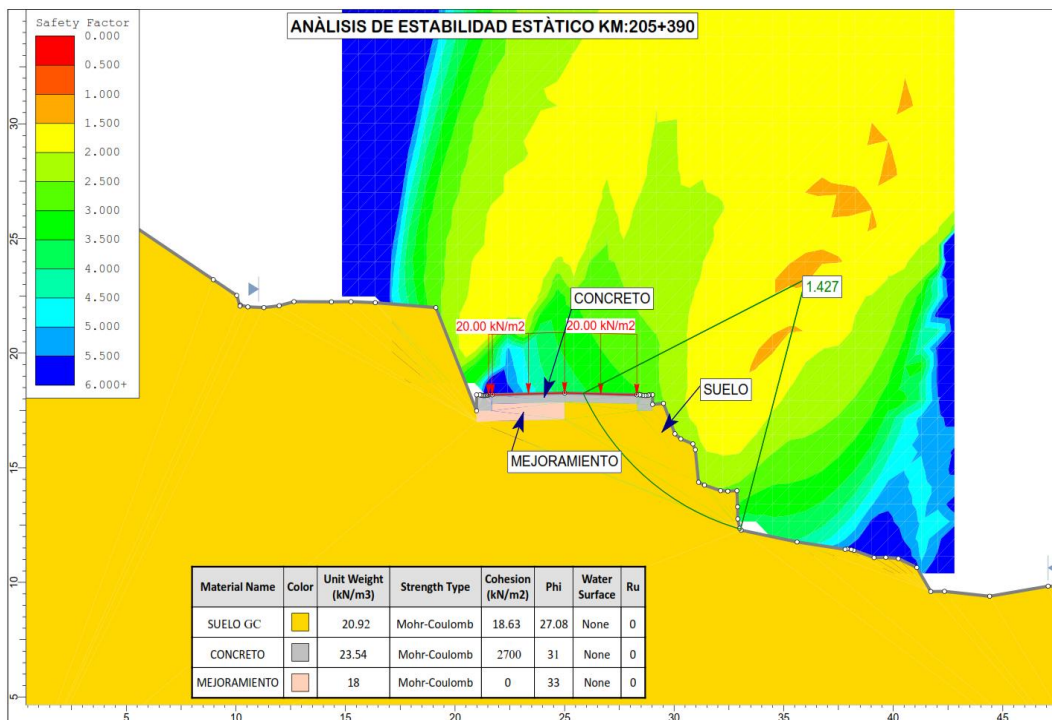 ANÀLISIS DE ESTABILIDAD ESTÀTICO KM:205+390
Safety Factor
0.000
0.500
1.000
1.500
2.000
2.500
3.000
3.500
4.000
4.500
5.000
5.500
6.000+
30
25
20
15
10
5
1.427
CONCRETO
20.00 kN/m2
20.00 kN/m2
SUELO
MEJORAMIENTO
Material Name Color Unit Weight (kN/m3) Strength Type Cohesion (kN/m2) Phi Water Surface Ru
SUELO GC 20.92 Mohr-Coulomb 18.63 27.08 None 0
CONCRETO 23.54 Mohr-Coulomb 2700 31 None 0
MEJORAMIENTO 18 Mohr-Coulomb 0 33 None 0
5 10 15 20 25 30 35 40 45